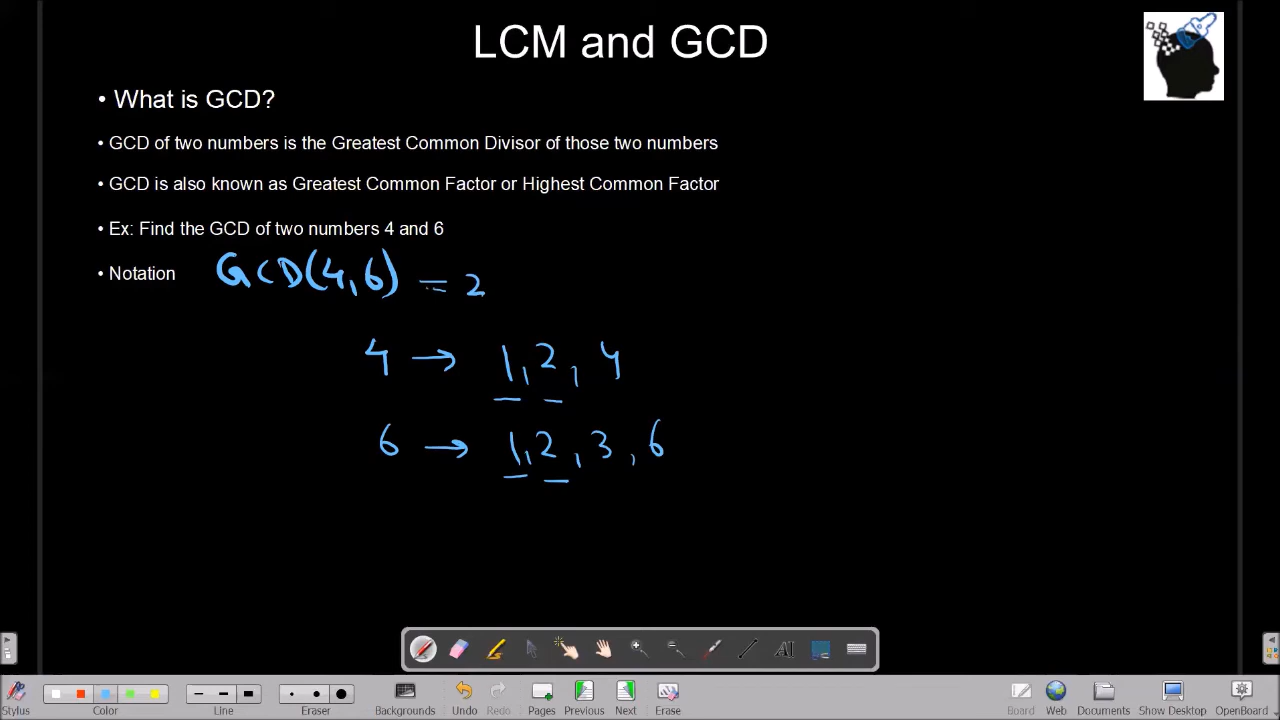 LCM and GCD
• What is GCD?
• GCD of two numbers is the Greatest Common Divisor of those two numbers
• GCD is also known as Greatest Common Factor or Highest Common Factor
• Ex: Find the GCD of two numbers 4 and 6
• Notation GCD(4,6) = 2
4 → 1, 2, 4
6 → 1, 2, 3, 6
AI
Stylus Color Line Eraser Backgrounds Undo Redo Pages Previous Next Erase Board Web Documents Show Desktop OpenBoard